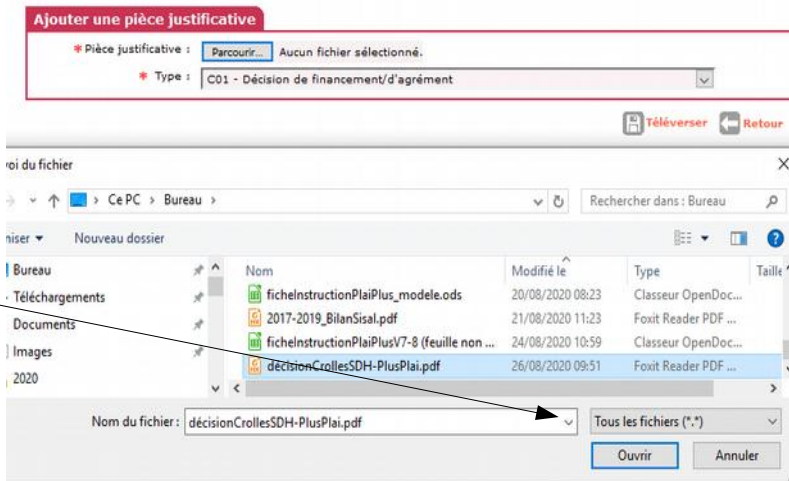 Ajouter une pièce justificative
* Pièce justificative : Parcourir... Aucun fichier sélectionné.
* Type : C01 - Décision de financement/d'agrément
Téléverser Retour
voi du fichier
Ce PC > Bureau > Rechercher dans : Bureau
niser Nouveau dossier
Bureau
Téléchargements
Documents
Images
2020
Nom Modifié le Type Taille
ficheInstructionPlaiPlus_modele.ods 20/08/2020 08:23 Classeur OpenDoc...
2017-2019_BilanSisal.pdf 21/08/2020 11:23 Foxit Reader PDF ...
ficheInstructionPlaiPlusV7-8 (feuille non ... 24/08/2020 10:59 Classeur OpenDoc...
décisionCrollesSDH-PlusPlai.pdf 26/08/2020 09:51 Foxit Reader PDF ...
Nom du fichier : décisionCrollesSDH-PlusPlai.pdf Tous les fichiers (*.*)
Ouvrir Annuler